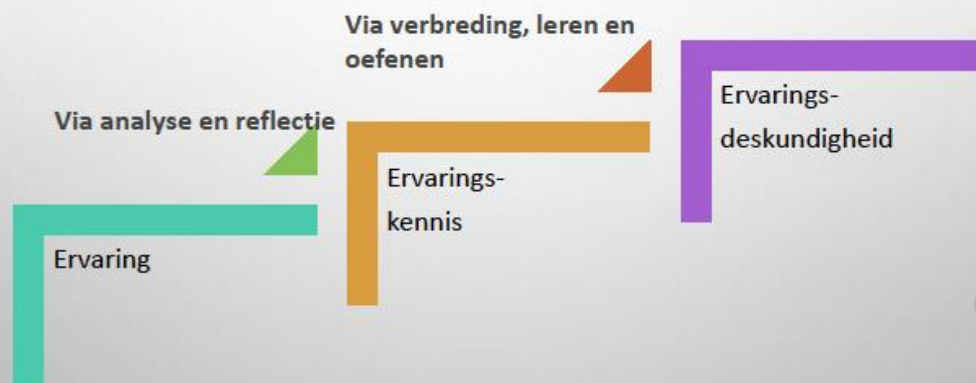 Via verbreding, leren en
oefenen
Ervarings-
deskundigheid
Via analyse en reflectie
Ervarings-
kennis
Ervaring